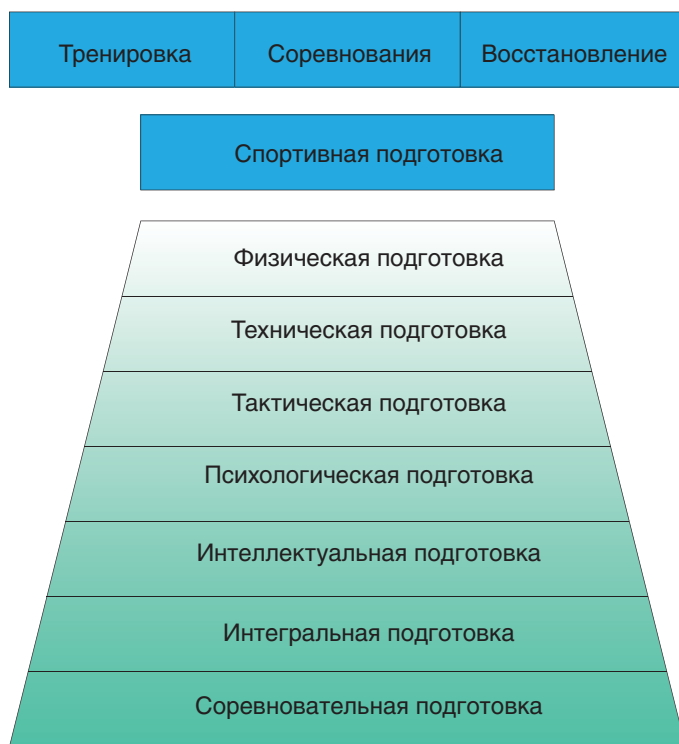 Тренировка Соревнования Восстановление
Спортивная подготовка
Физическая подготовка
Техническая подготовка
Тактическая подготовка
Психологическая подготовка
Интеллектуальная подготовка
Интегральная подготовка
Соревновательная подготовка